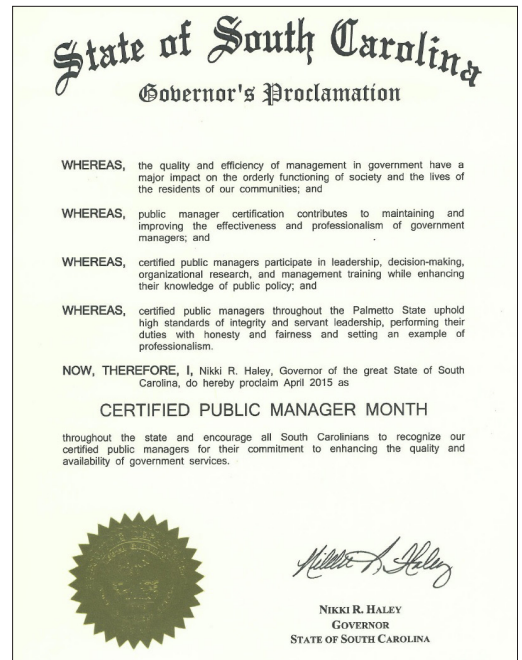 State of South Carolina
Governor's Proclamation
WHEREAS, the quality and efficiency of management in government have a
major impact on the orderly functioning of society and the lives of
the residents of our communities; and
WHEREAS, public manager certification contributes to maintaining and
improving the effectiveness and professionalism of government
managers; and
WHEREAS, certified public managers participate in leadership, decision-making,
organizational research, and management training while enhancing
their knowledge of public policy; and
WHEREAS, certified public managers throughout the Palmetto State uphold
high standards of integrity and servant leadership, performing their
duties with honesty and fairness and setting an example of
professionalism.
NOW, THEREFORE, I, Nikki R. Haley, Governor of the great State of South
Carolina, do hereby proclaim April 2015 as
CERTIFIED PUBLIC MANAGER MONTH
throughout the state and encourage all South Carolinians to recognize our
certified public managers for their commitment to enhancing the quality and
availability of government services.
Nikki R. Haley
NIKKI R. HALEY
GOVERNOR
STATE OF SOUTH CAROLINA